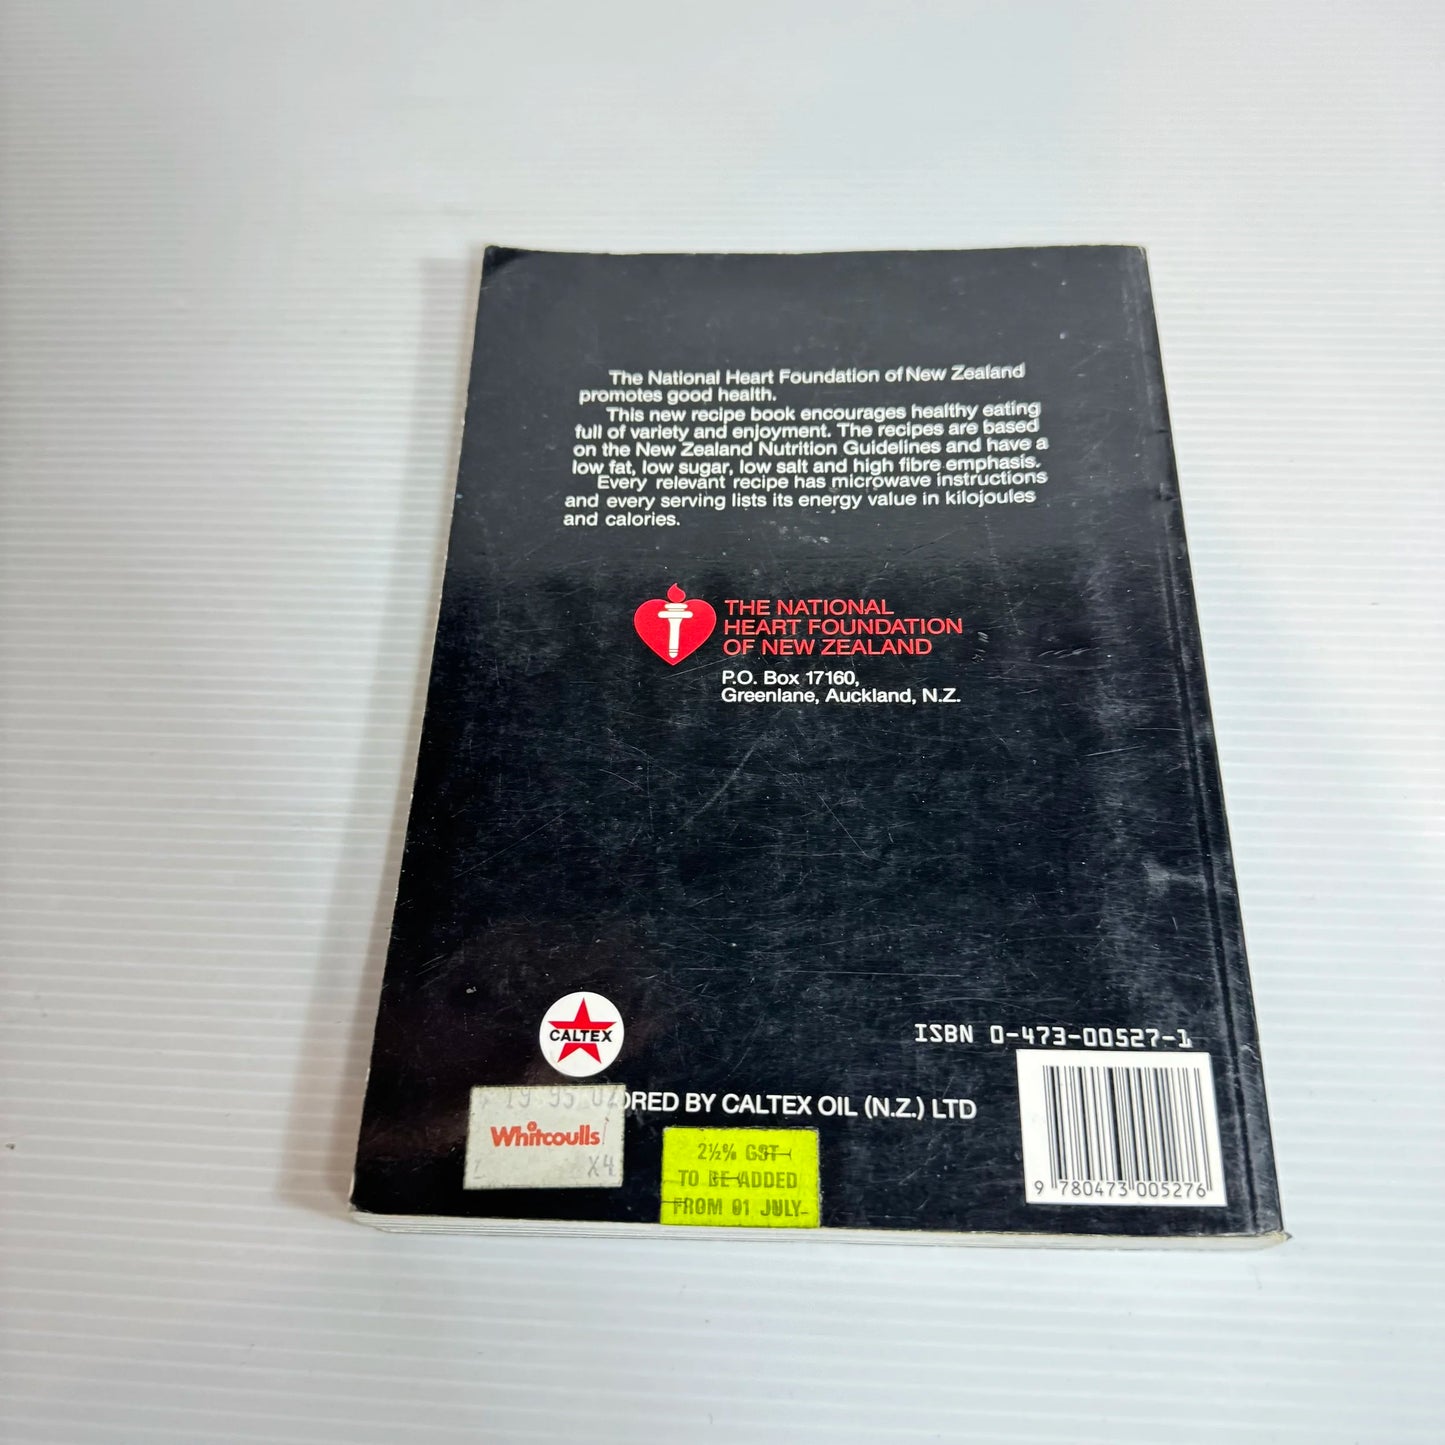 The National Heart Foundation of New Zealand
promotes good health.
This new recipe book encourages healthy eating
full of variety and enjoyment. The recipes are based
on the New Zealand Nutrition Guidelines and have a
low fat, low sugar, low salt and high fibre emphasis.
Every relevant recipe has microwave instructions
and every serving lists its energy value in kilojoules
and calories.
THE NATIONAL
HEART FOUNDATION
OF NEW ZEALAND
P.O. Box 17160,
Greenlane, Auckland, N.Z.
CALTEX
ORED BY CALTEX OIL (N.Z.) LTD
19 95
Whitcoulls
X4
2½% GST
TO BE ADDED
FROM 01 JULY
ISBN 0-473-00527-1
9 780473 005276